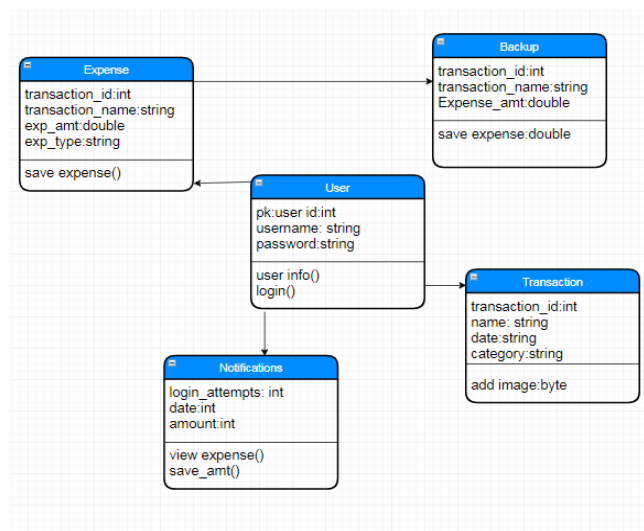 Expense
transaction_id:int
transaction_name:string
exp_amt:double
exp_type:string
save expense()
Backup
transaction_id:int
transaction_name:string
Expense_amt:double
save expense:double
User
pk:user id:int
username: string
password:string
user info()
login()
Transaction
transaction_id:int
name: string
date:string
category:string
add image:byte
Notifications
login_attempts: int
date:int
amount:int
view expense()
save_amt()